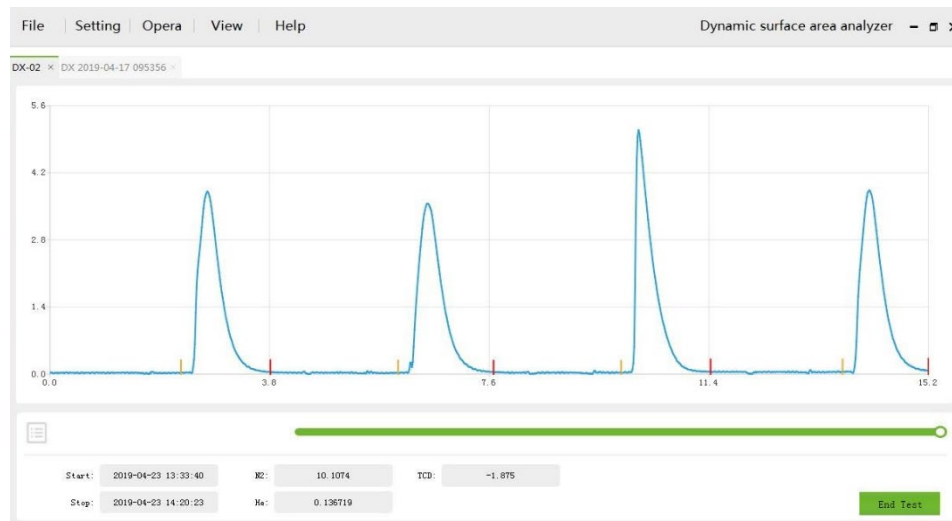 File Setting Opera View Help Dynamic surface area analyzer
DX-02 × DX 2019-04-17 095356 ×
5.6
4.2
2.8
1.4
0.0
0.0 3.8 7.6 11.4 15.2
Start: 2019-04-23 13:33:40 N2: 10.1074 TCD: -1.875
Stop: 2019-04-23 14:20:23 He: 0.136719
End Test